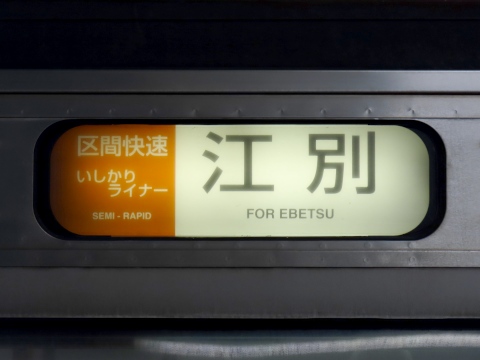 区間快速
いしかり
ライナー
SEMI - RAPID
江別
FOR EBETSU